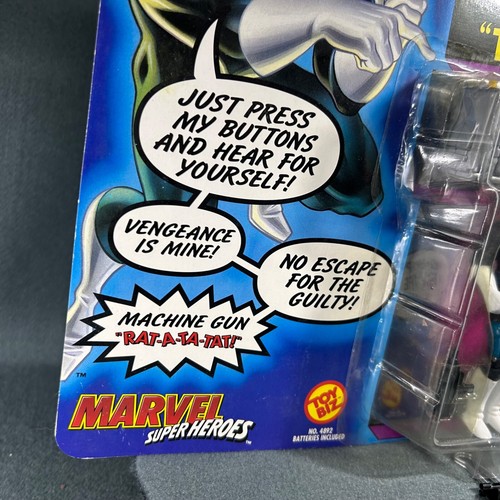 JUST PRESS
MY BUTTONS
AND HEAR FOR
YOURSELF!
VENGEANCE
IS MINE!
NO ESCAPE
FOR THE
GUILTY!
MACHINE GUN
"RAT-A-TA-TAT!"
TM
MARVEL
SUPER HEROES
TM
TOY
BIZ
NO. 4892
BATTERIES INCLUDED